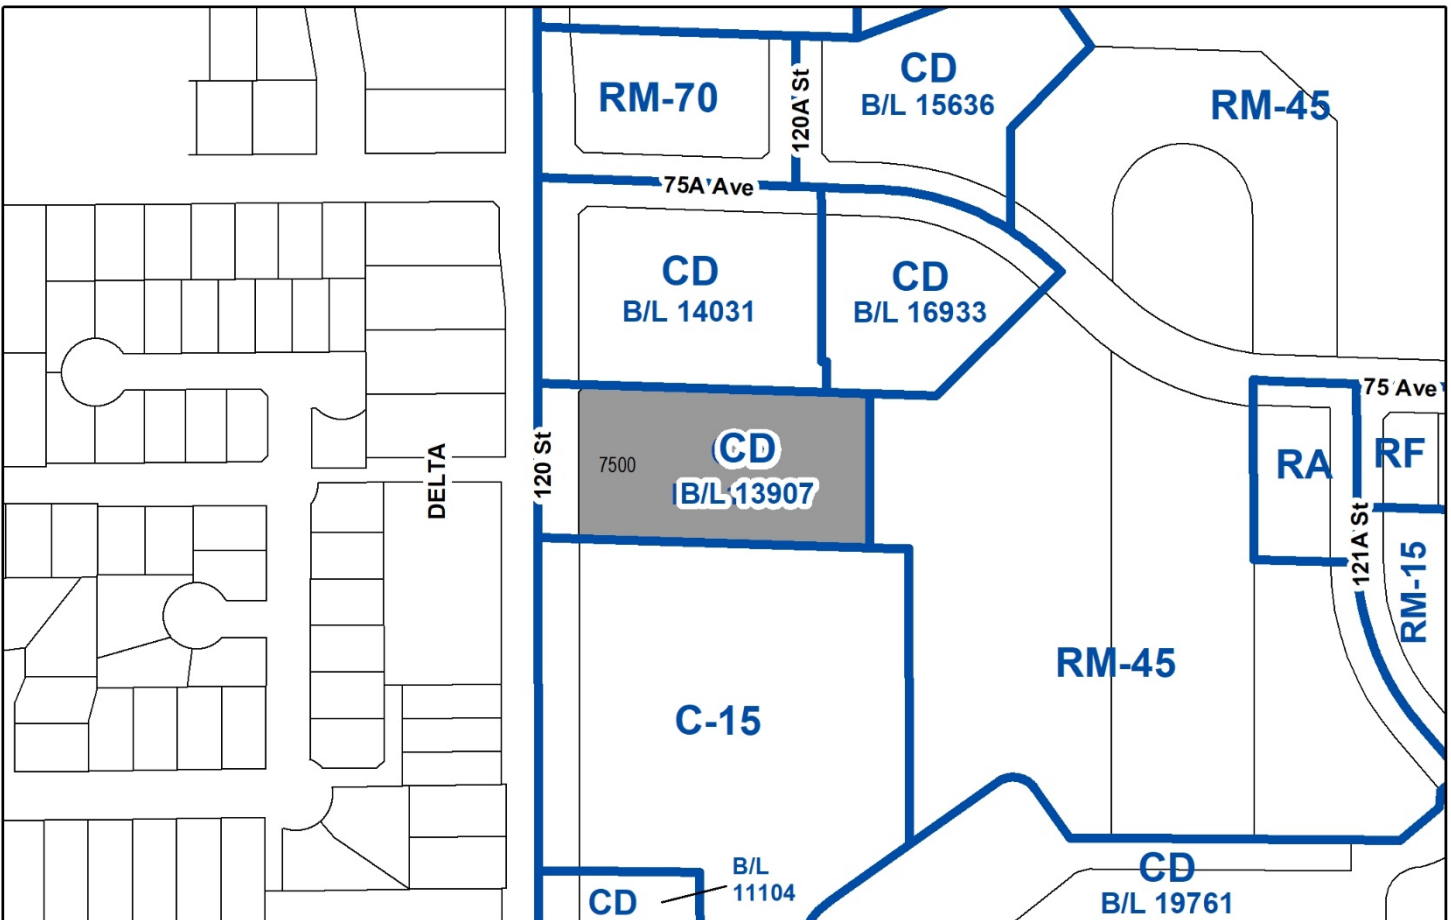 RM-70
120A St
CD
B/L 15636
RM-45
75A Ave
CD
B/L 14031
CD
B/L 16933
75 Ave
DELTA
120 St
7500
CD
B/L 13907
RA
RF
121A St
RM-15
RM-45
C-15
CD
B/L
11104
CD
B/L 19761